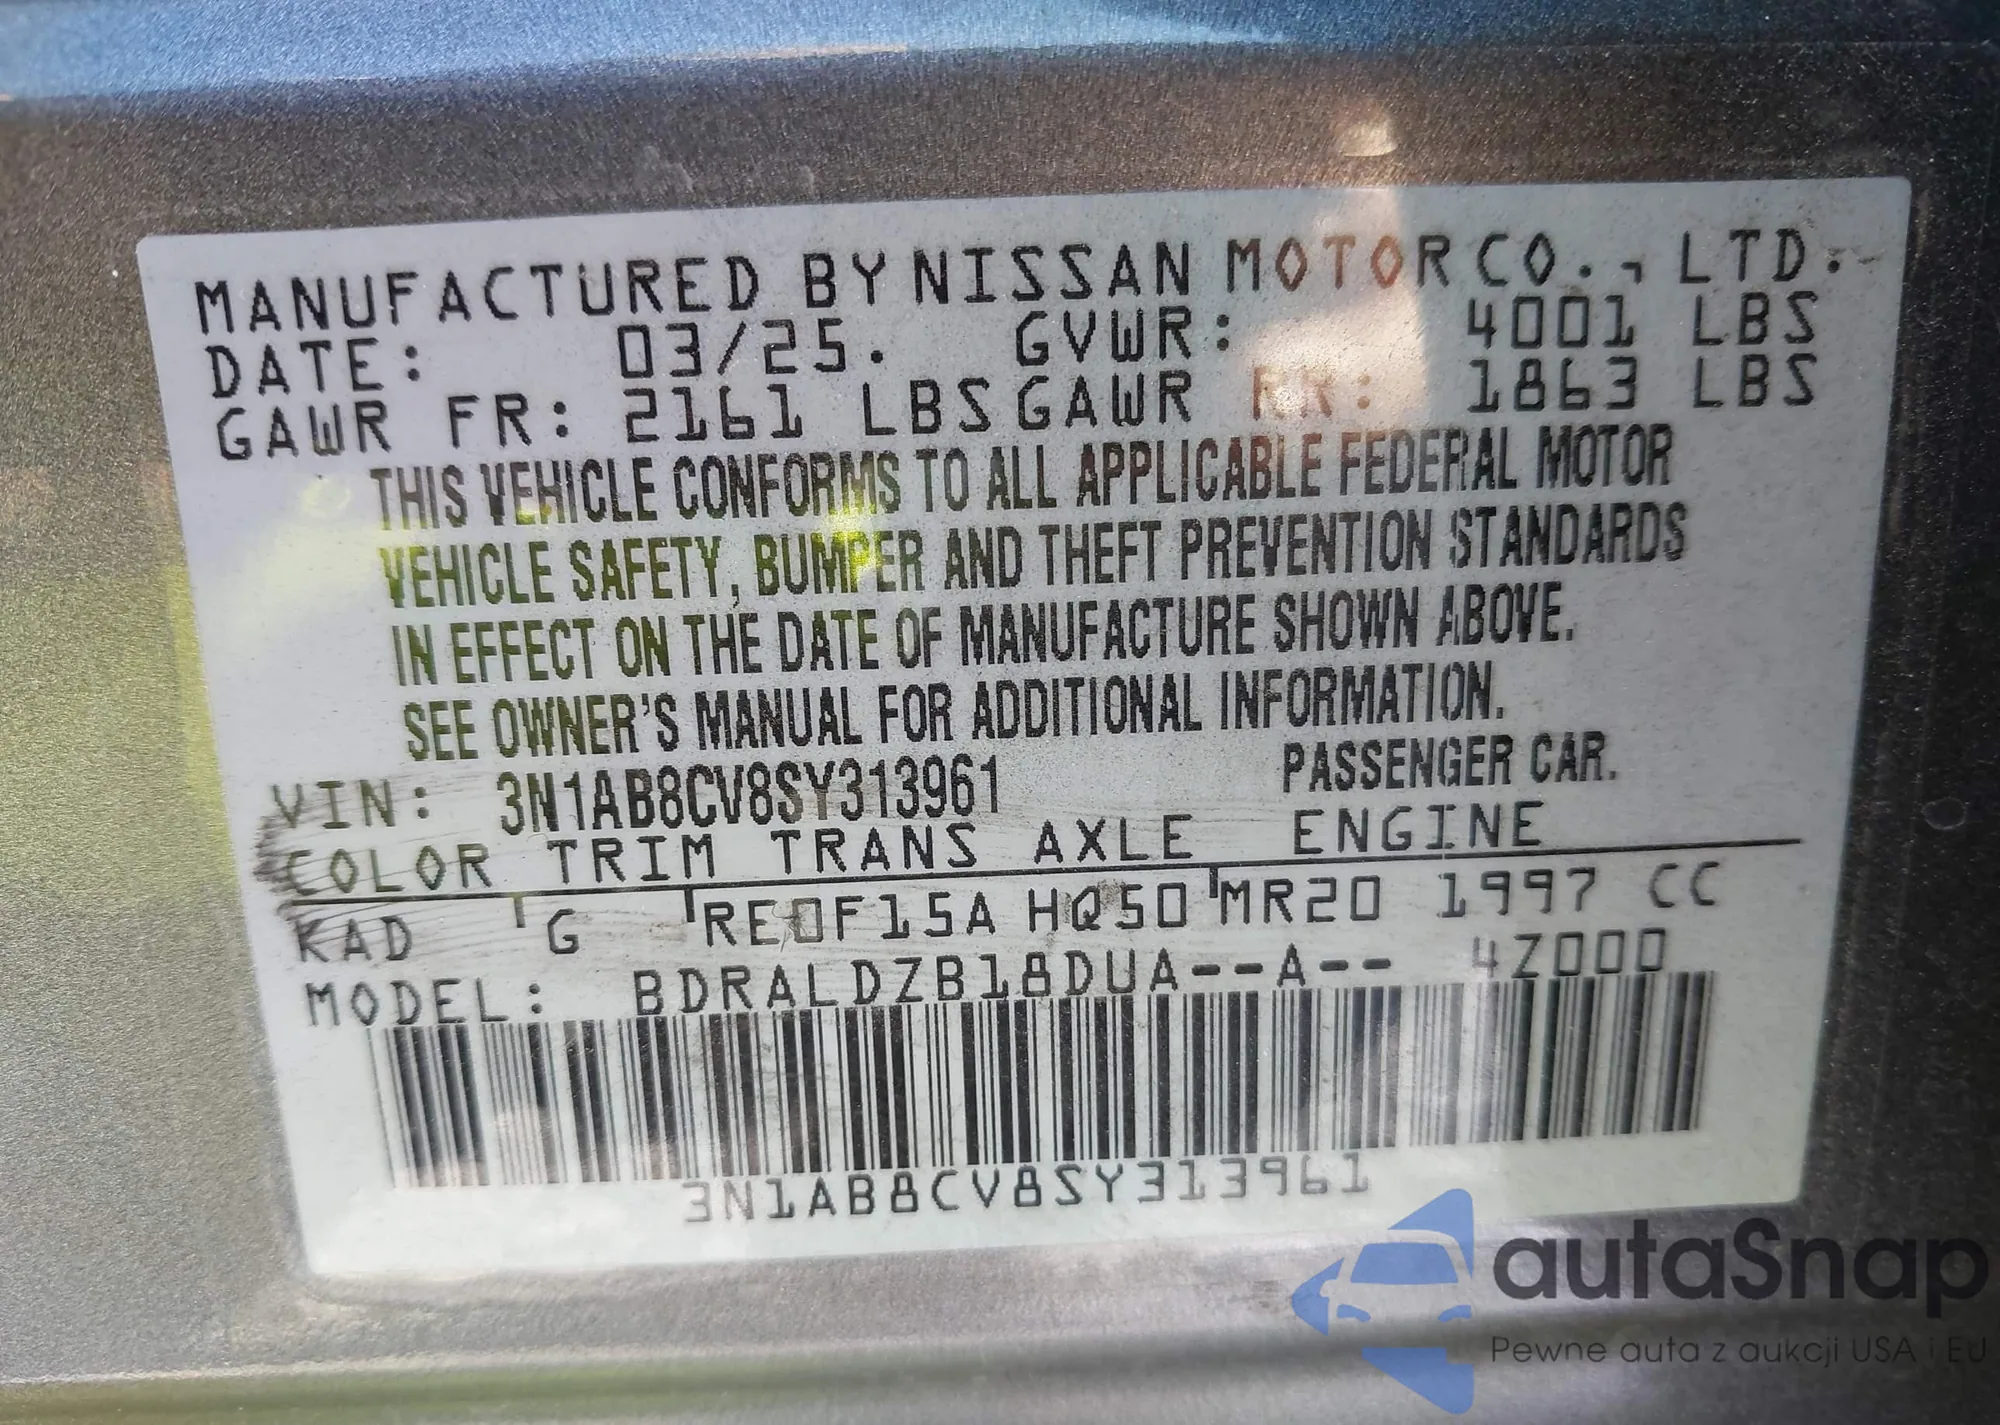 MANUFACTURED BY NISSAN MOTOR CO., LTD.
DATE: 03/25. GVWR: 4001 LBS
GAWR FR: 2161 LBS GAWR RR: 1863 LBS
THIS VEHICLE CONFORMS TO ALL APPLICABLE FEDERAL MOTOR
VEHICLE SAFETY, BUMPER AND THEFT PREVENTION STANDARDS
IN EFFECT ON THE DATE OF MANUFACTURE SHOWN ABOVE.
SEE OWNER'S MANUAL FOR ADDITIONAL INFORMATION.
VIN: 3N1AB8CV8SY313961 PASSENGER CAR.
COLOR TRIM TRANS AXLE ENGINE
KAD G RE0F15A HQ50 MR20 1997 CC
MODEL: BDRALDZB18DUA--A-- 4Z000
3N1AB8CV8SY313961
autaSnap
Pewne auta z aukcji USA i EU